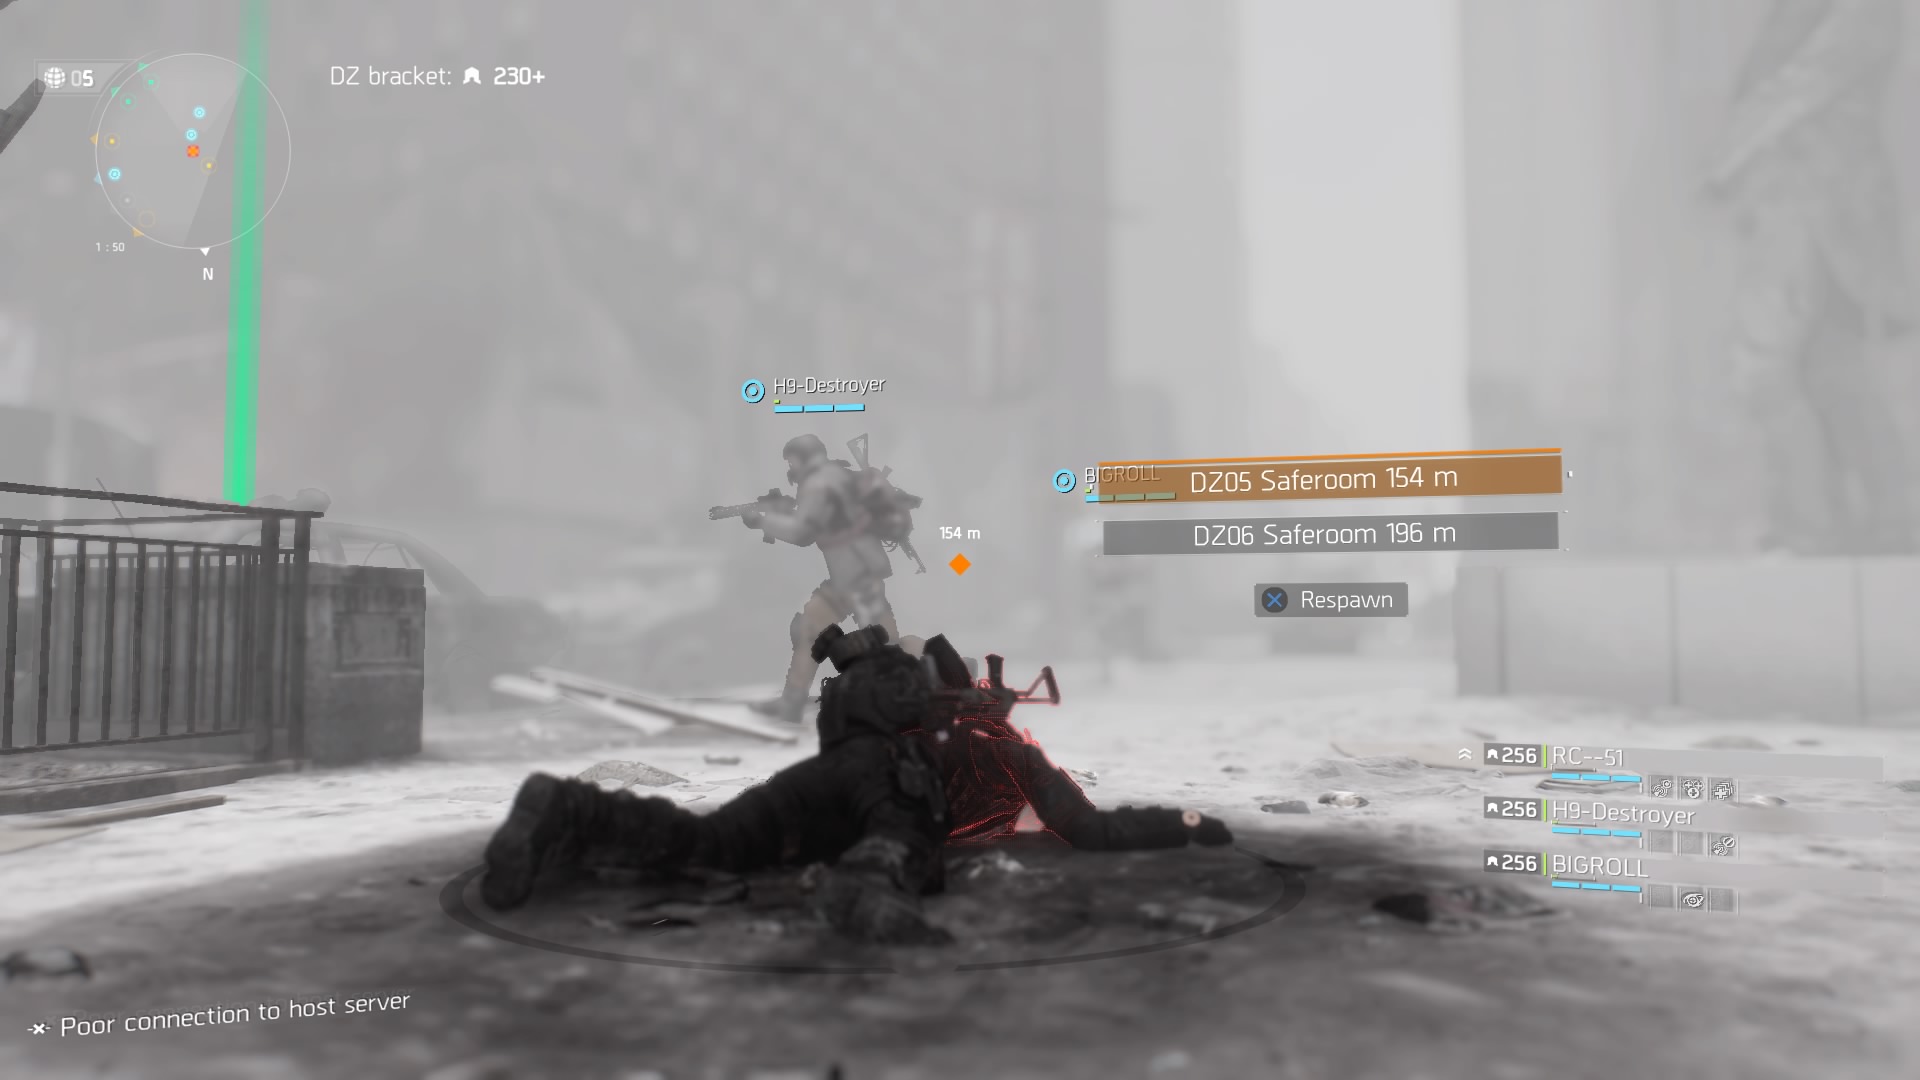 05
DZ bracket: 230+
1 : 50
N
H9-Destroyer
BIGROLL
DZ05 Saferoom 154 m
154 m
DZ06 Saferoom 196 m
Respawn
256 RC--51
256 H9-Destroyer
256 BIGROLL
Poor connection to host server